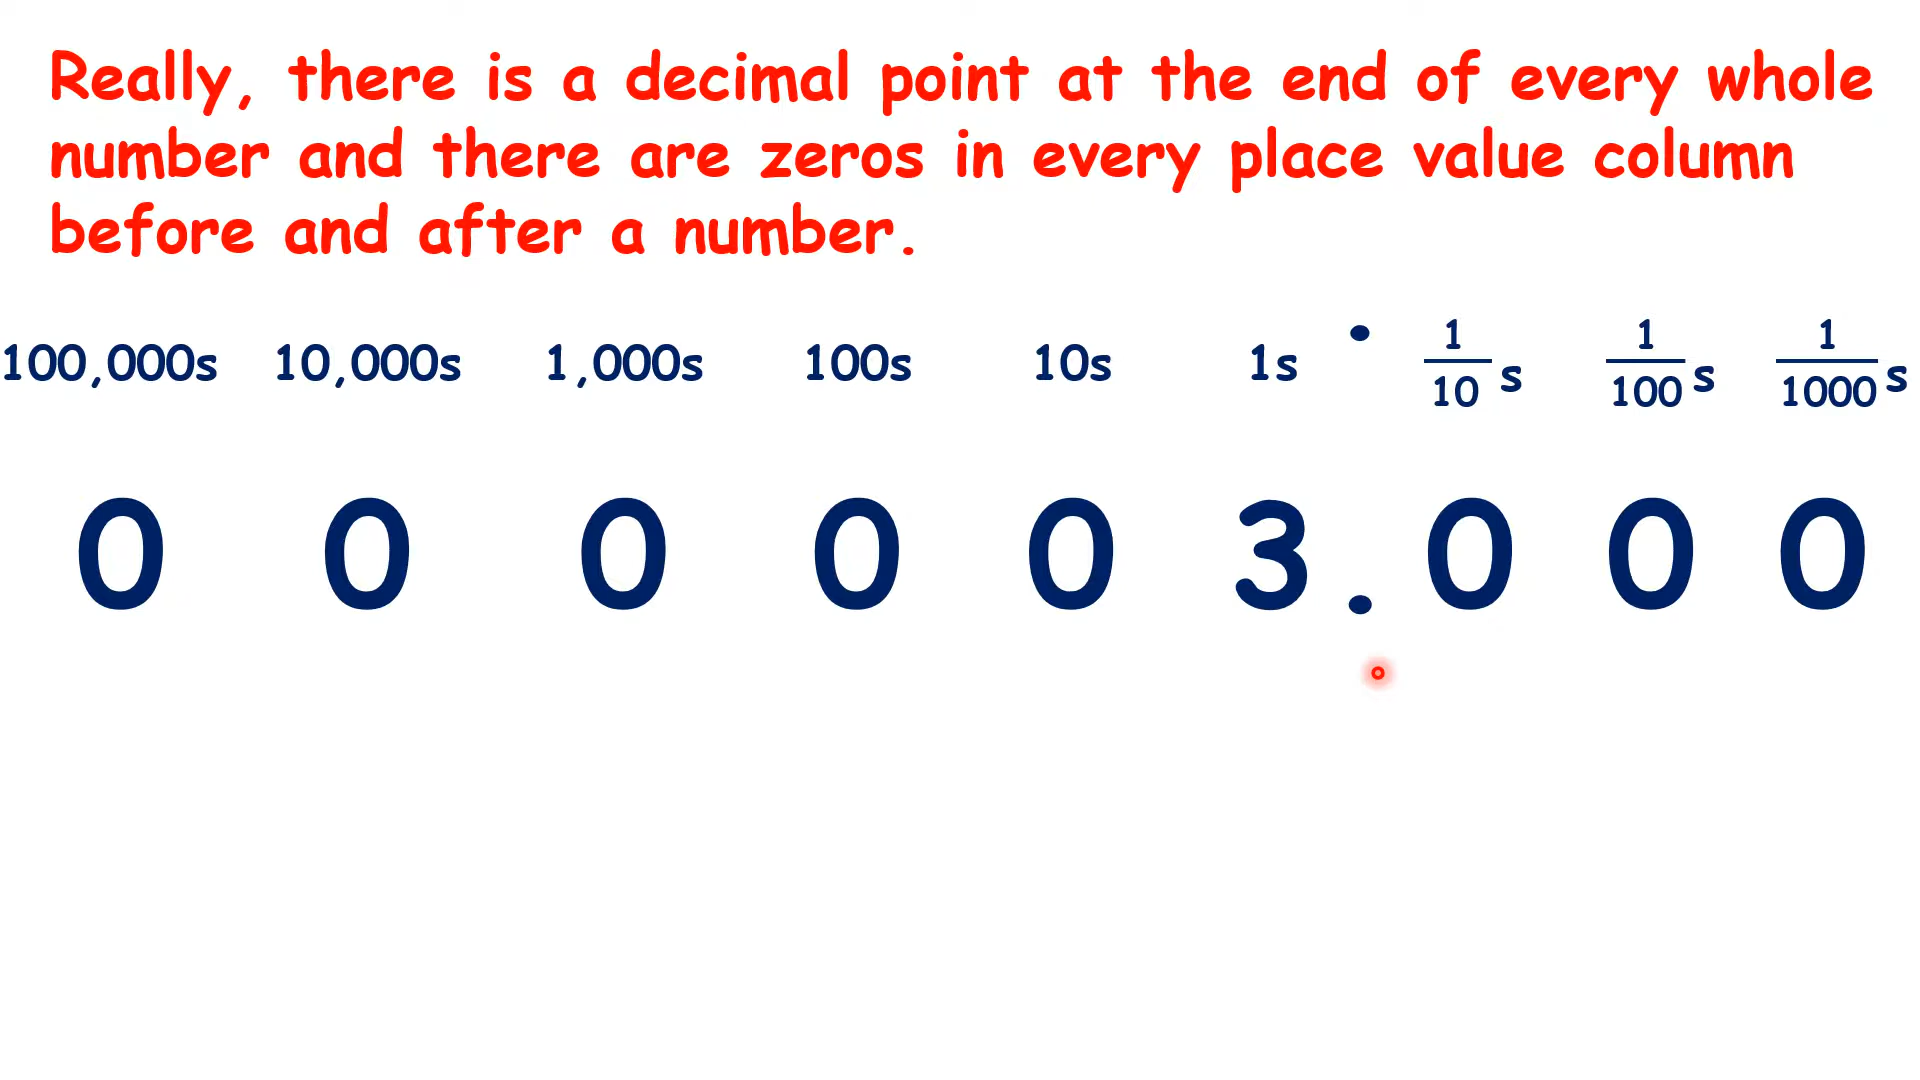 Really, there is a decimal point at the end of every whole
number and there are zeros in every place value column
before and after a number.
100,000s 10,000s 1,000s 100s 10s 1s . 1/10 s 1/100 s 1/1000 s
0 0 0 0 0 3 . 0 0 0